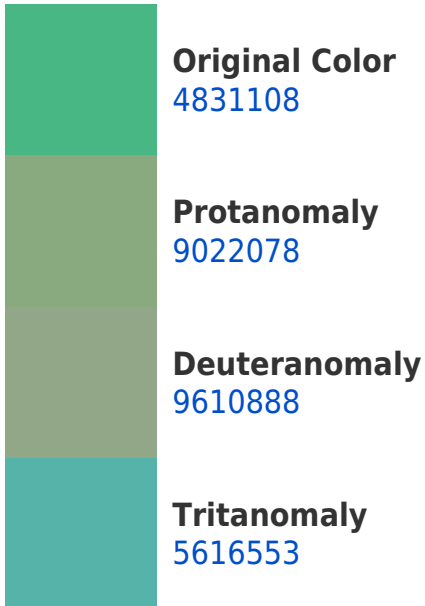 Original Color
4831108
Protanomaly
9022078
Deuteranomaly
9610888
Tritanomaly
5616553